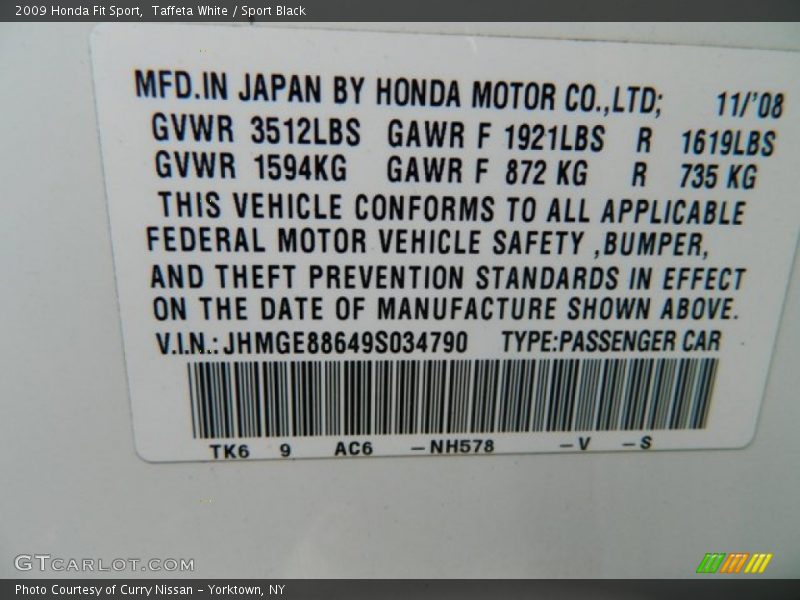 2009 Honda Fit Sport,  Taffeta White / Sport Black
MFD.IN JAPAN BY HONDA MOTOR CO.,LTD; 11/'08
GVWR 3512LBS GAWR F 1921LBS R 1619LBS
GVWR 1594KG GAWR F 872 KG R 735 KG
THIS VEHICLE CONFORMS TO ALL APPLICABLE
FEDERAL MOTOR VEHICLE SAFETY ,BUMPER,
AND THEFT PREVENTION STANDARDS IN EFFECT
ON THE DATE OF MANUFACTURE SHOWN ABOVE.
V.I.N.: JHMGE88649S034790 TYPE:PASSENGER CAR
TK6 9 AC6 –NH578 –V –S
GTCARLOT.COM
Photo Courtesy of Curry Nissan – Yorktown, NY